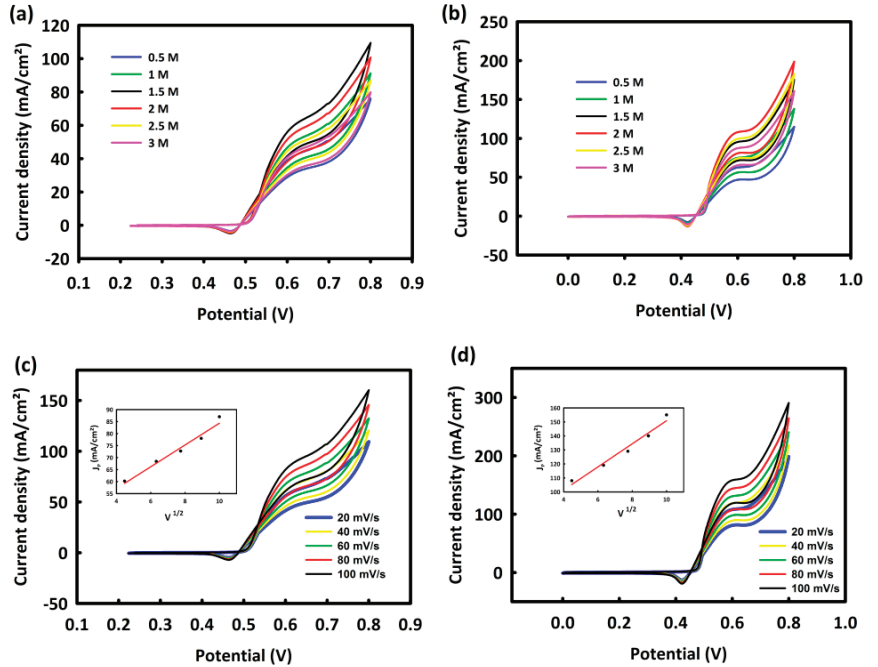 (a)
Current density (mA/cm²)
120
100
80
60
40
20
0
-20
0.5 M
1 M
1.5 M
2 M
2.5 M
3 M
0.1 0.2 0.3 0.4 0.5 0.6 0.7 0.8 0.9
Potential (V)
(b)
Current density (mA/cm²)
250
200
150
100
50
0
-50
0.5 M
1 M
1.5 M
2 M
2.5 M
3 M
0.0 0.2 0.4 0.6 0.8 1.0
Potential (V)
(c)
Current density (mA/cm²)
200
150
100
50
0
-50
Jₚ (mA/cm²)
90
85
80
75
70
65
60
55
4 6 8 10
V 1/2
20 mV/s
40 mV/s
60 mV/s
80 mV/s
100 mV/s
0.1 0.2 0.3 0.4 0.5 0.6 0.7 0.8 0.9
Potential (V)
(d)
Current density (mA/cm²)
300
200
100
0
Jₚ (mA/cm²)
160
150
140
130
120
110
100
4 6 8 10
V 1/2
20 mV/s
40 mV/s
60 mV/s
80 mV/s
100 mV/s
0.0 0.2 0.4 0.6 0.8 1.0
Potential (V)